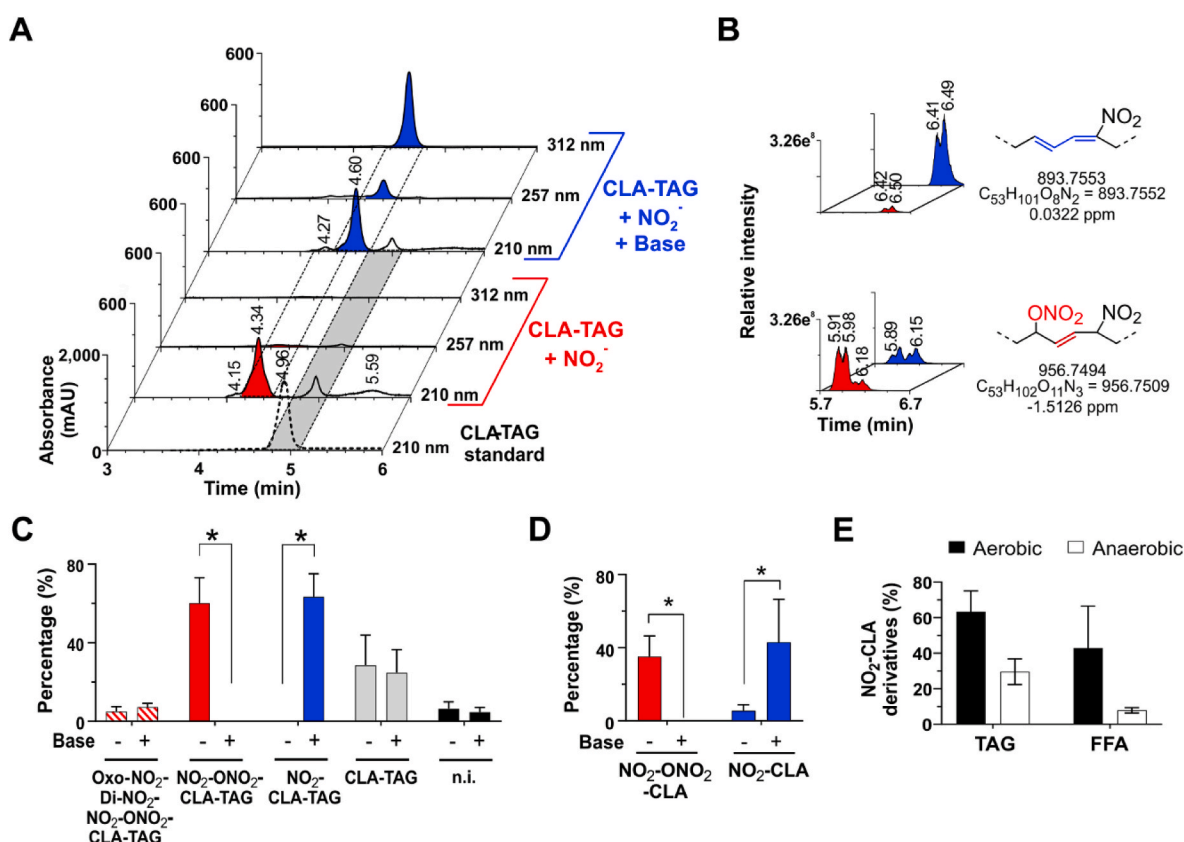 A
600
600
312 nm
600
4.60
257 nm
600
4.27
210 nm
CLA-TAG
+ NO₂⁻
+ Base
600
312 nm
600
4.34
257 nm
CLA-TAG
+ NO₂⁻
2,000
4.15
4.96
5.59
210 nm
0
210 nm
CLA-TAG
standard
Absorbance
(mAU)
3 4 5 6
Time (min)
B
Relative intensity
3.26e⁸
6.41
6.49
6.42
6.50
NO₂
893.7553
C₅₃H₁₀₁O₈N₂ = 893.7552
0.0322 ppm
3.26e⁸
5.91
5.98
6.18
5.89
6.15
5.7 6.7
Time (min)
ONO₂ NO₂
956.7494
C₅₃H₁₀₂O₁₁N₃ = 956.7509
-1.5126 ppm
C
Percentage (%)
80
40
0
* *
Base - + - + - + - + - +
Oxo-NO₂-
Di-NO₂-
NO₂-ONO₂-
CLA-TAG
NO₂-ONO₂-
CLA-TAG
NO₂-
CLA-TAG
CLA-TAG
n.i.
D
Percentage (%)
80
40
0
* *
Base - + - +
NO₂-ONO₂
-CLA
NO₂-CLA
E
Aerobic Anaerobic
NO₂-CLA
derivatives (%)
80
60
40
20
0
TAG FFA